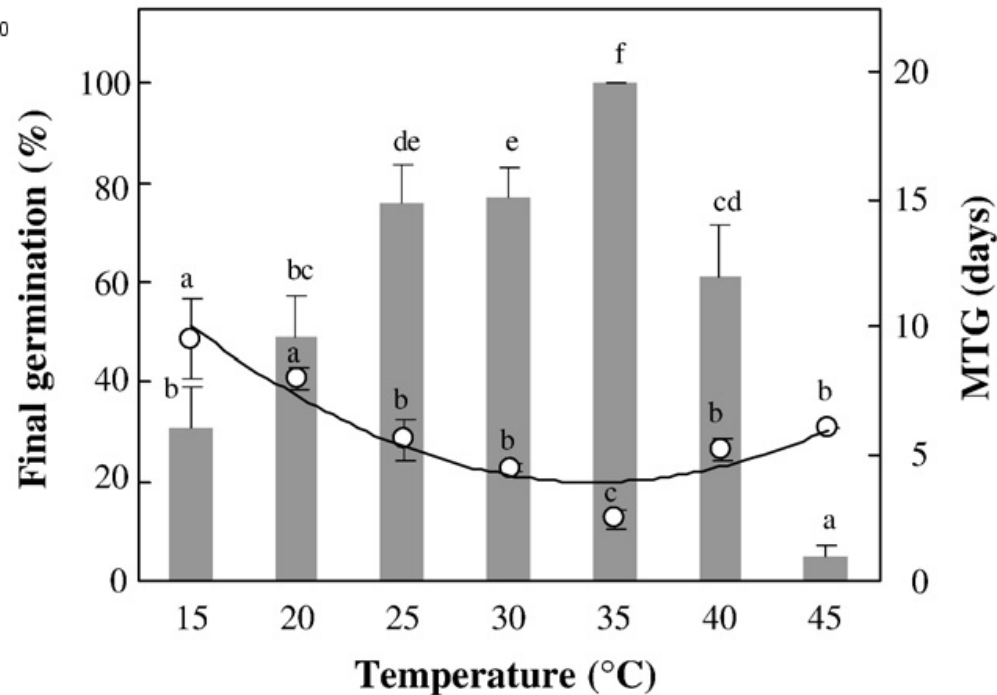 0
f
100
20
de
e
80
cd
15
bc
60
a
10
a
40
b
b
b
b
b
5
20
c
a
0
0
15 20 25 30 35 40 45
Temperature (°C)
Final germination (%)
MTG (days)